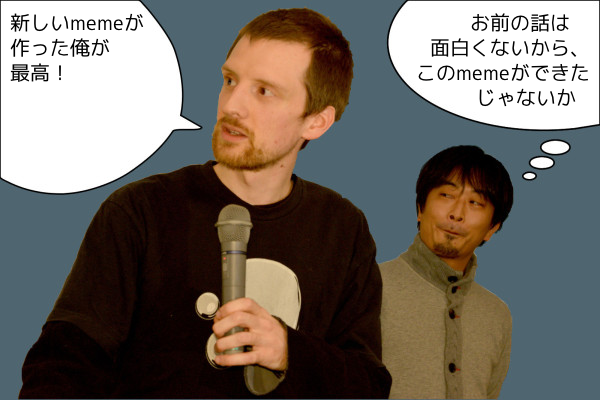 新しいmemeが
作った俺が
最高！
お前の話は
面白くないから、
このmemeができた
じゃないか